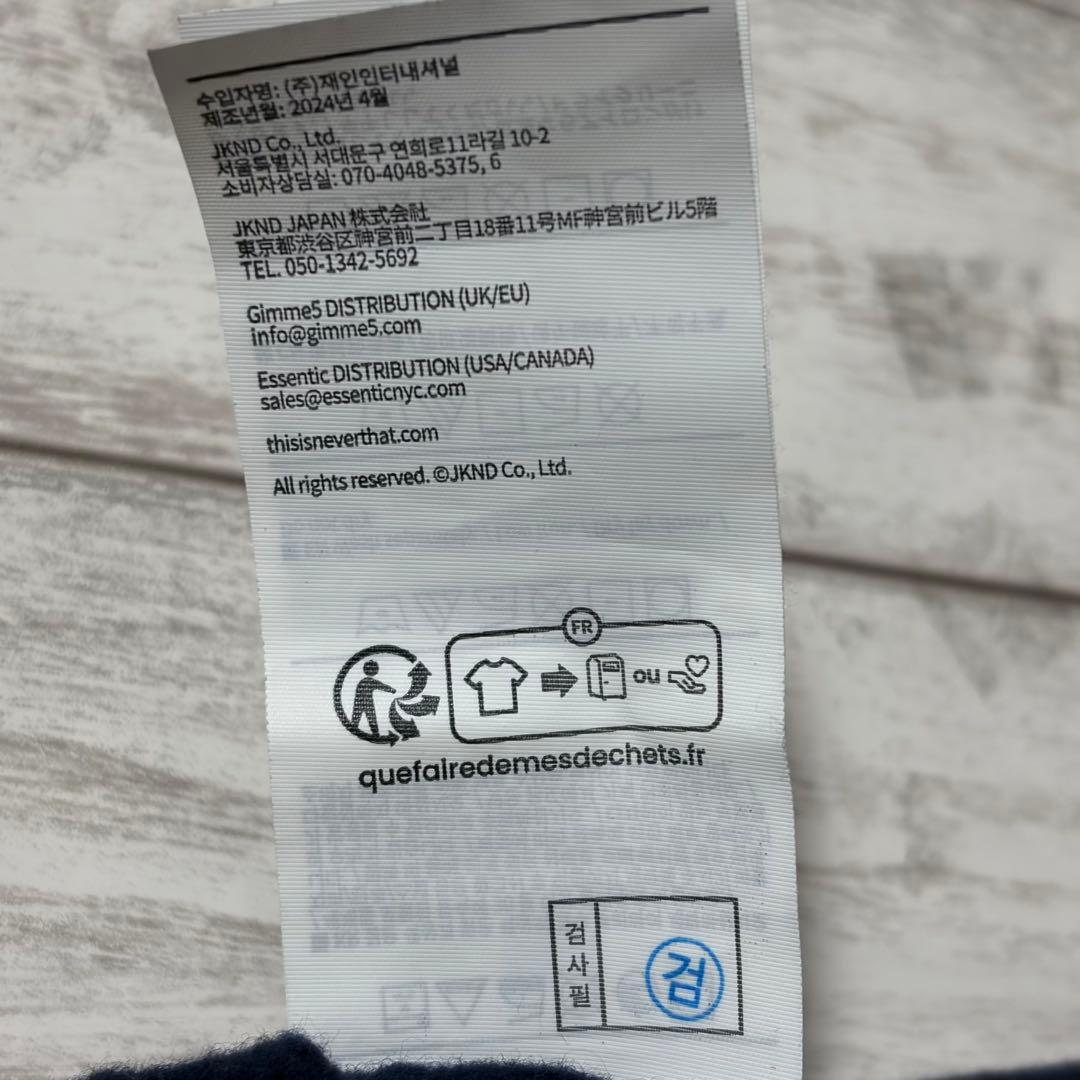 수입자명: (주)재인인터내셔널
제조년월: 2024년 4월
JKND Co., Ltd.
서울특별시 서대문구 연희로11라길 10-2
소비자상담실: 070-4048-5375, 6
JKND JAPAN 株式会社
東京都渋谷区神宮前二丁目18番11号MF神宮前ビル5階
TEL. 050-1342-5692
Gimme5 DISTRIBUTION (UK/EU)
info@gimme5.com
Essentic DISTRIBUTION (USA/CANADA)
sales@essenticnyc.com
thisisneverthat.com
All rights reserved. ©JKND Co., Ltd.
FR
ou
quefairedemesdechets.fr
검사필
검